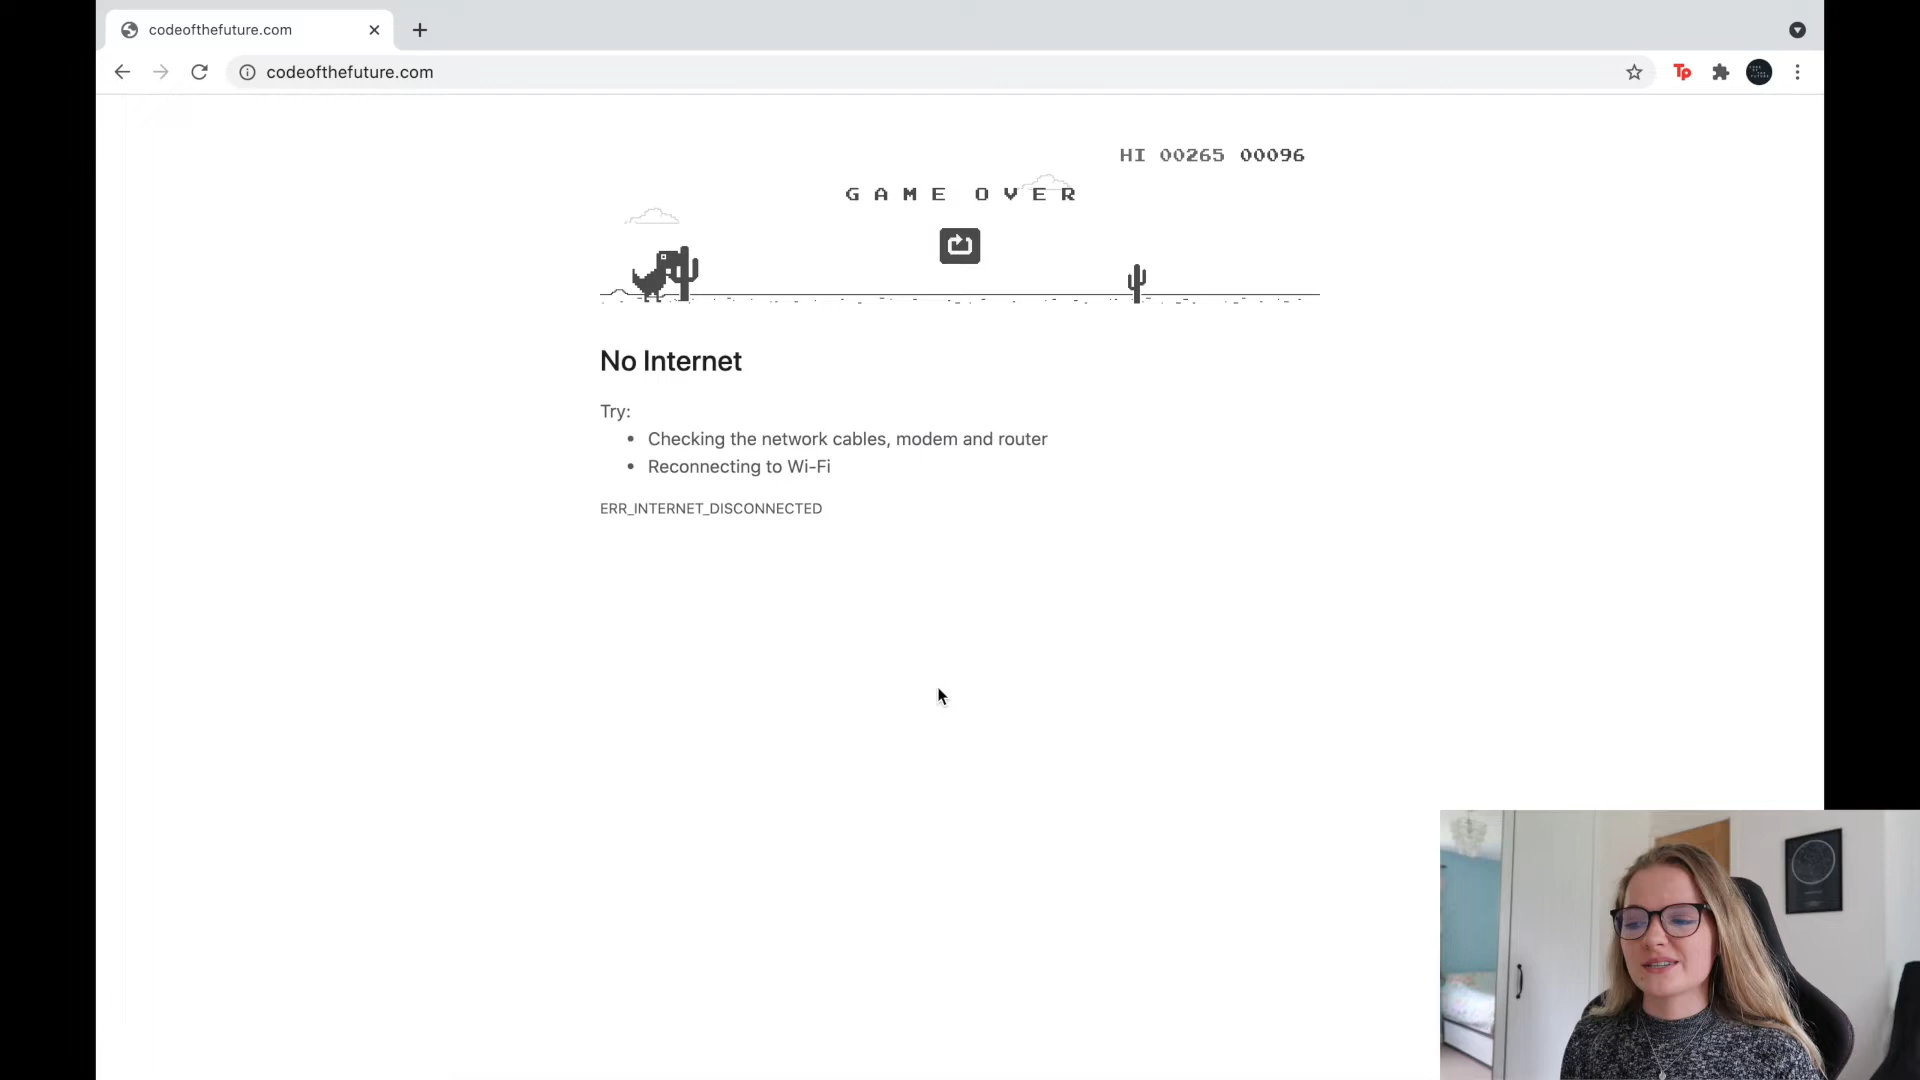 codeofthefuture.com
codeofthefuture.com
Tp
HI 00265 00096
GAME OVER
No Internet
Try:
• Checking the network cables, modem and router
• Reconnecting to Wi-Fi
ERR_INTERNET_DISCONNECTED